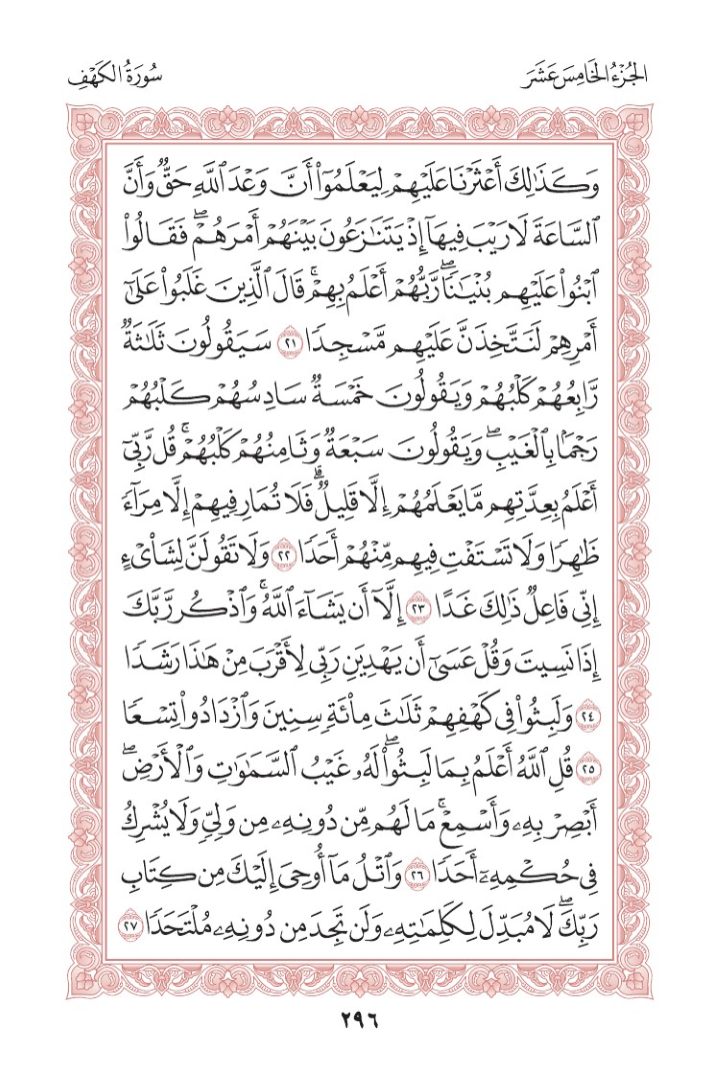 الجُزْءُ الخَامِسَ عَشَرَ
سُورَةُ الكَهْفِ
وَكَذَٰلِكَ أَعْثَرْنَا عَلَيْهِمْ لِيَعْلَمُوٓا۟ أَنَّ وَعْدَ ٱللَّهِ حَقٌّ وَأَنَّ
ٱلسَّاعَةَ لَا رَيْبَ فِيهَآ إِذْ يَتَنَٰزَعُونَ بَيْنَهُمْ أَمْرَهُمْ ۖ فَقَالُوا۟
ٱبْنُوا۟ عَلَيْهِم بُنْيَٰنًا ۖ رَّبُّهُمْ أَعْلَمُ بِهِمْ ۚ قَالَ ٱلَّذِينَ غَلَبُوا۟ عَلَىٰٓ
أَمْرِهِمْ لَنَتَّخِذَنَّ عَلَيْهِم مَّسْجِدًا ٢١ سَيَقُولُونَ ثَلَٰثَةٌ
رَّابِعُهُمْ كَلْبُهُمْ وَيَقُولُونَ خَمْسَةٌ سَادِسُهُمْ كَلْبُهُمْ
رَجْمًۢا بِٱلْغَيْبِ ۖ وَيَقُولُونَ سَبْعَةٌ وَثَامِنُهُمْ كَلْبُهُمْ ۚ قُل رَّبِّىٓ
أَعْلَمُ بِعِدَّتِهِم مَّا يَعْلَمُهُمْ إِلَّا قَلِيلٌ ۗ فَلَا تُمَارِ فِيهِمْ إِلَّا مِرَآءً
ظَٰهِرًا وَلَا تَسْتَفْتِ فِيهِم مِّنْهُمْ أَحَدًا ٢٢ وَلَا تَقُولَنَّ لِشَا۟ىْءٍ
إِنِّى فَاعِلٌ ذَٰلِكَ غَدًا ٢٣ إِلَّآ أَن يَشَآءَ ٱللَّهُ ۚ وَٱذْكُر رَّبَّكَ
إِذَا نَسِيتَ وَقُلْ عَسَىٰٓ أَن يَهْدِيَنِ رَبِّى لِأَقْرَبَ مِنْ هَٰذَا رَشَدًا
٢٤ وَلَبِثُوا۟ فِى كَهْفِهِمْ ثَلَٰثَ مِا۟ئَةٍ سِنِينَ وَٱزْدَادُوا۟ تِسْعًا
٢٥ قُلِ ٱللَّهُ أَعْلَمُ بِمَا لَبِثُوا۟ ۖ لَهُۥ غَيْبُ ٱلسَّمَٰوَٰتِ وَٱلْأَرْضِ ۖ
أَبْصِرْ بِهِۦ وَأَسْمِعْ ۚ مَا لَهُم مِّن دُونِهِۦ مِن وَلِىٍّ وَلَا يُشْرِكُ
فِى حُكْمِهِۦٓ أَحَدًا ٢٦ وَٱتْلُ مَآ أُوحِىَ إِلَيْكَ مِن كِتَابِ
رَبِّكَ ۖ لَا مُبَدِّلَ لِكَلِمَٰتِهِۦ وَلَن تَجِدَ مِن دُونِهِۦ مُلْتَحَدًا ٢٧
٢٩٦